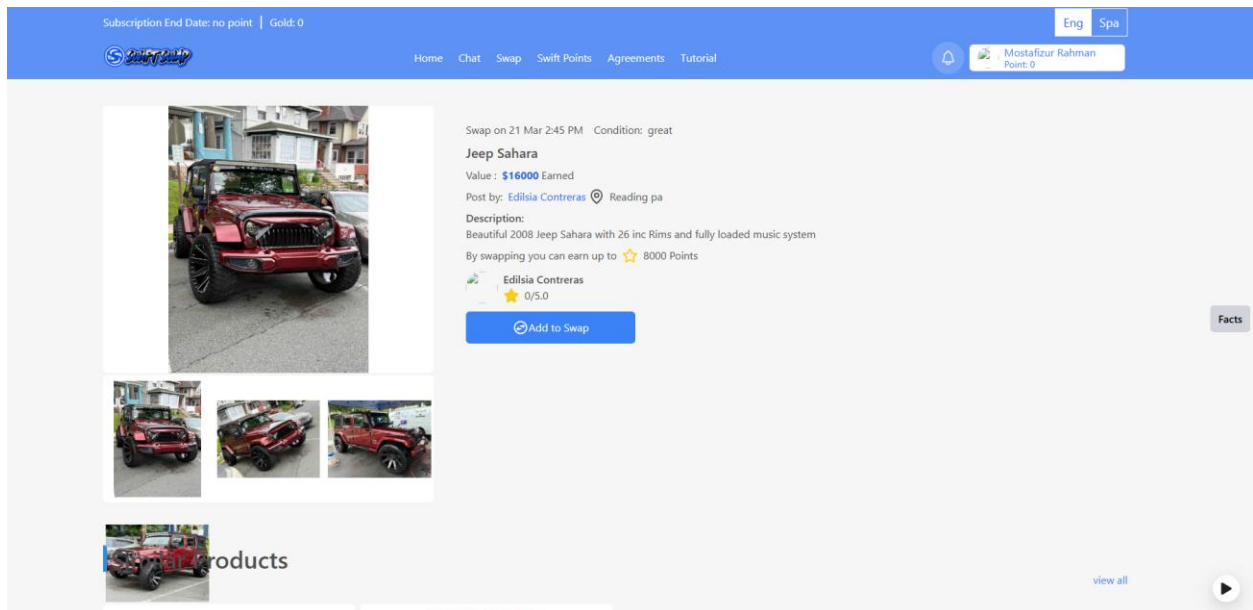 Subscription End Date: no point | Gold: 0
Eng Spa
Swift Swap
Home Chat Swap Swift Points Agreements Tutorial
Mostafizur Rahman
Point: 0
Swap on 21 Mar 2:45 PM Condition: great
Jeep Sahara
Value : $16000 Earned
Post by: Edilsia Contreras Reading pa
Description:
Beautiful 2008 Jeep Sahara with 26 inc Rims and fully loaded music system
By swapping you can earn up to 8000 Points
Edilsia Contreras
0/5.0
Add to Swap
Facts
view all